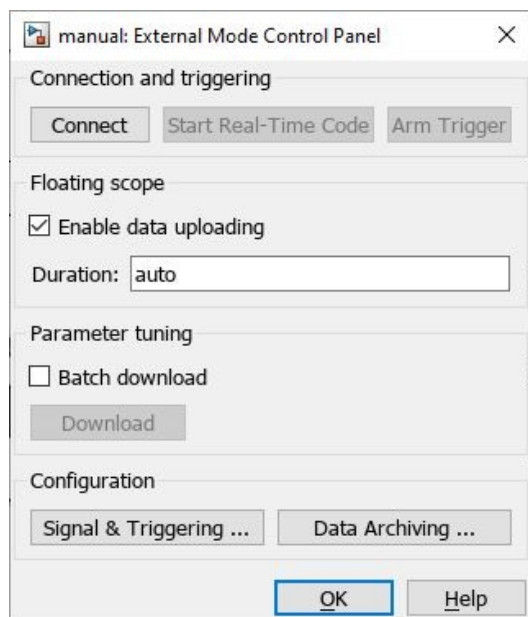 manual: External Mode Control Panel
Connection and triggering
Connect Start Real-Time Code Arm Trigger
Floating scope
Enable data uploading
Duration: auto
Parameter tuning
Batch download
Download
Configuration
Signal & Triggering ... Data Archiving ...
OK Help